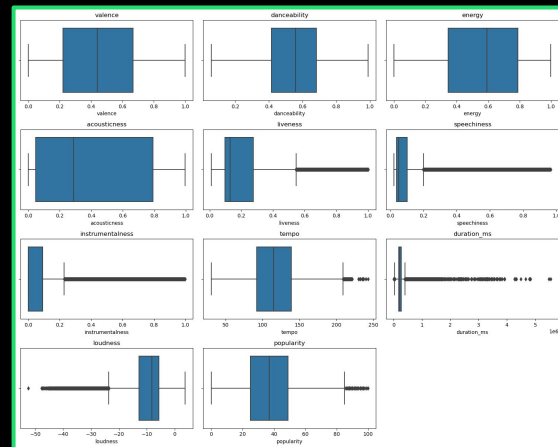 valence danceability energy
0.0 0.2 0.4 0.6 0.8 1.0 0.0 0.2 0.4 0.6 0.8 1.0 0.0 0.2 0.4 0.6 0.8 1.0
valence danceability energy
acousticness liveness speechiness
0.0 0.2 0.4 0.6 0.8 1.0 0.0 0.2 0.4 0.6 0.8 1.0 0.0 0.2 0.4 0.6 0.8 1.0
acousticness liveness speechiness
instrumentalness tempo duration_ms
0.0 0.2 0.4 0.6 0.8 1.0 50 100 150 200 250 0 1 2 3 4 5
instrumentalness tempo duration_ms
loudness popularity
−50 −40 −30 −20 −10 0 0 20 40 60 80 100
loudness popularity